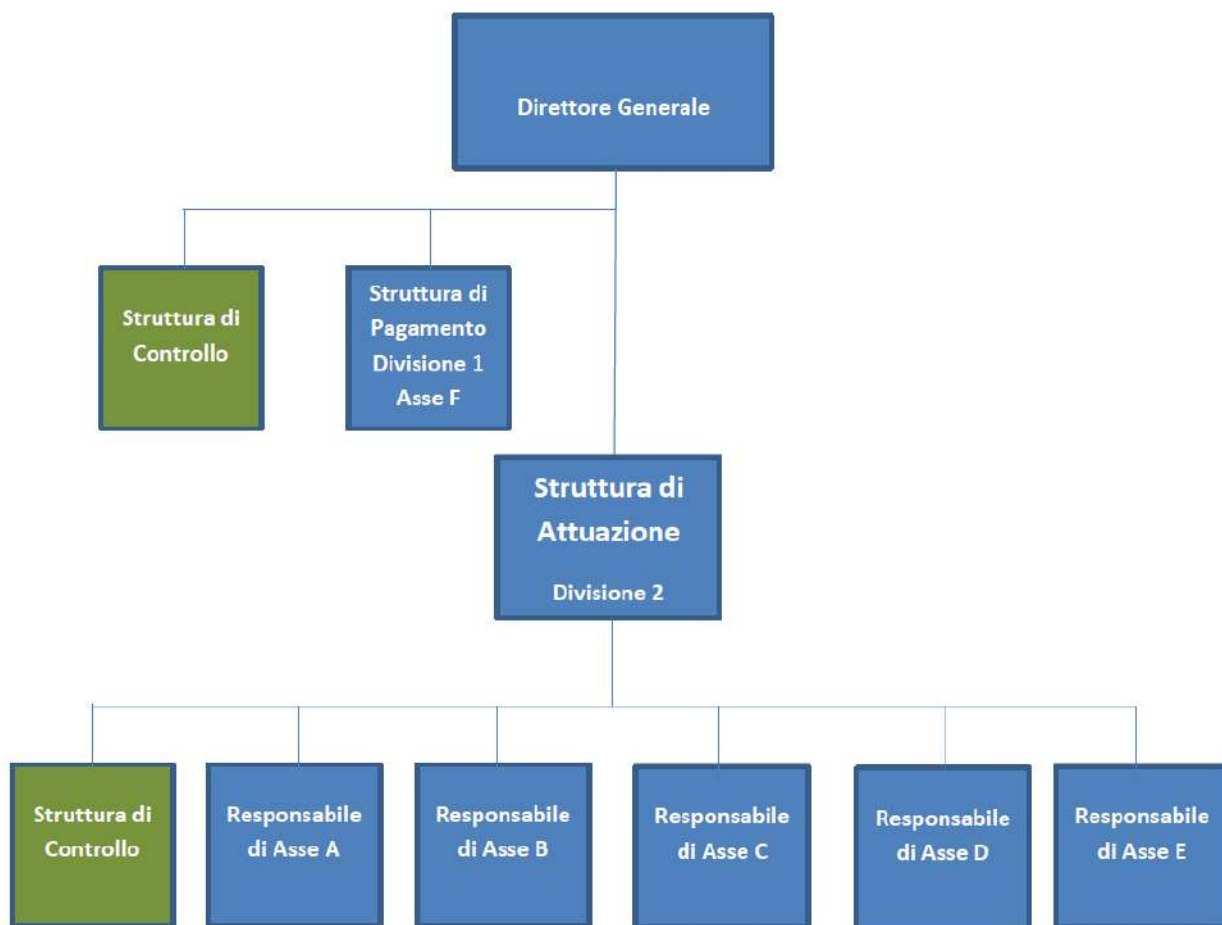 Direttore Generale
Struttura di
Controllo
Struttura di
Pagamento
Divisione 1
Asse F
Struttura di
Attuazione
Divisione 2
Struttura di
Controllo
Responsabile
di Asse A
Responsabile
di Asse B
Responsabile
di Asse C
Responsabile
di Asse D
Responsabile
di Asse E